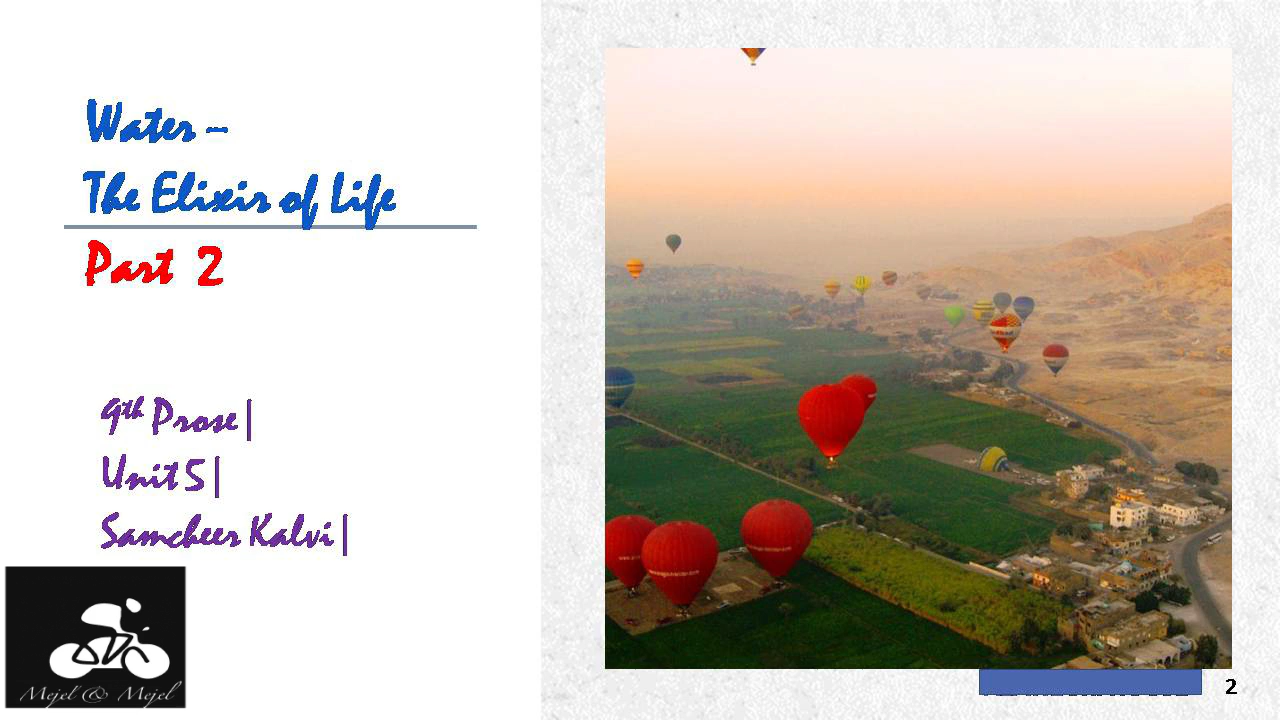 Water –
The Elixir of Life
Part 2
9th Prose|
Unit 5|
Samcheer Kalvi|
Mejel & Mejel
2